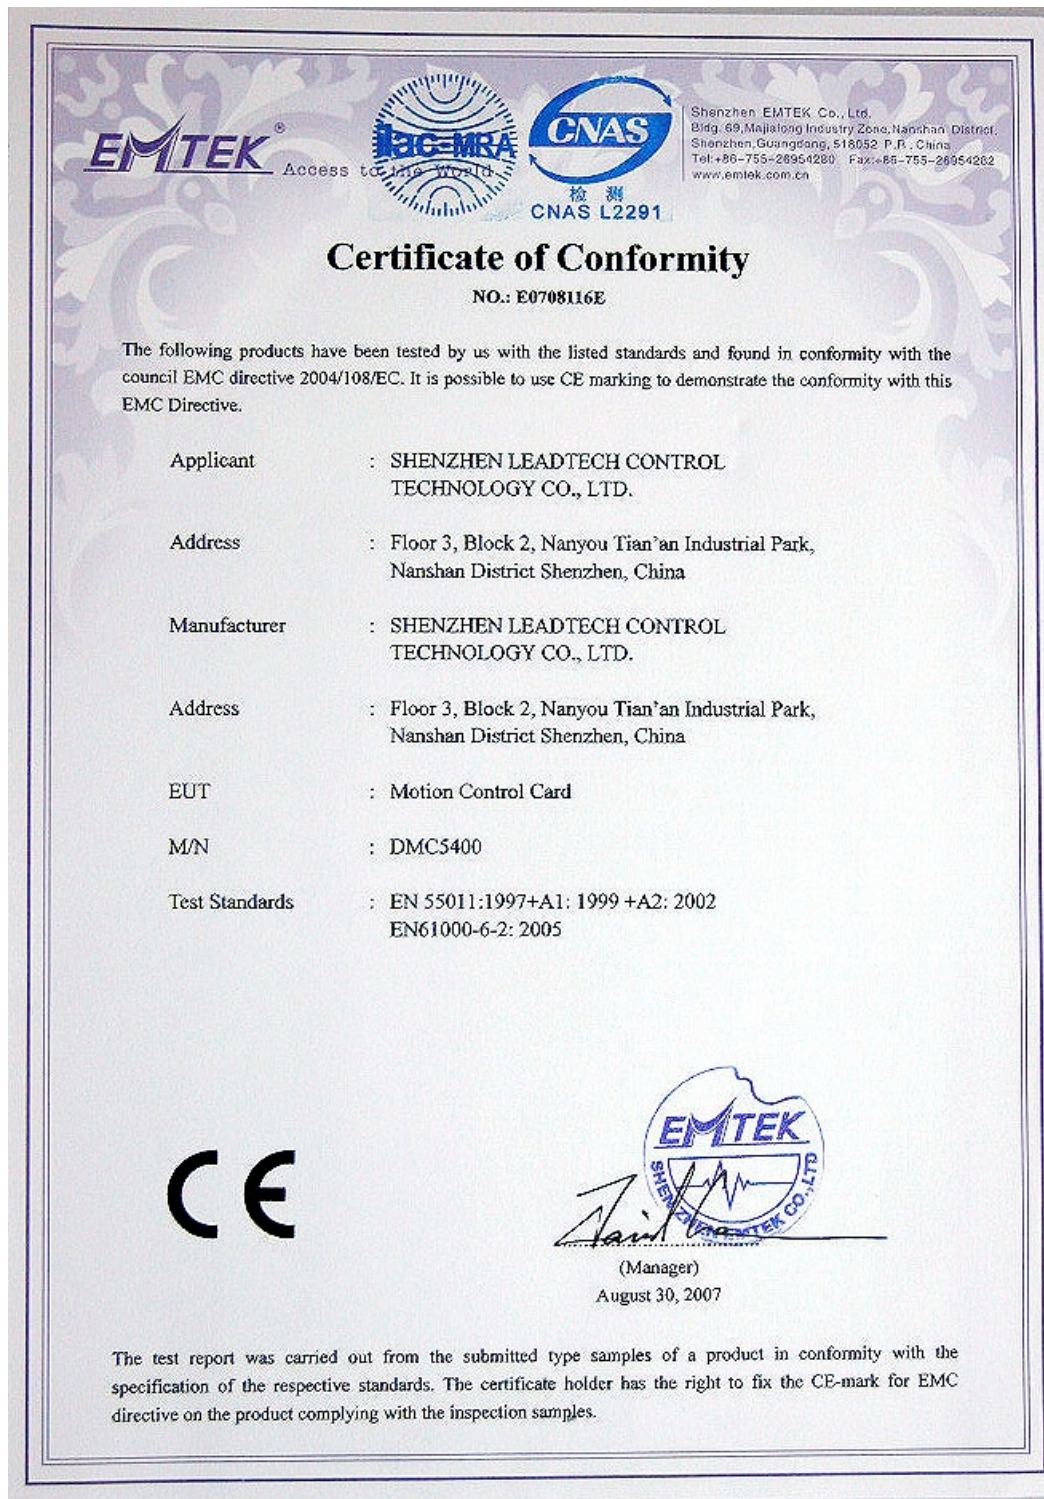 EMTEK®
Access to the World
ilac-MRA
CNAS
检 测
CNAS L2291
Shenzhen EMTEK Co., Ltd.
Bldg. 69, Majialong Industry Zone, Nanshan District,
Shenzhen, Guangdong, 518052 P.R. China
Tel:+86-755-26954280 Fax:+86-755-26954282
www.emtek.com.cn
Certificate of Conformity
NO.: E0708116E
The following products have been tested by us with the listed standards and found in conformity with the
council EMC directive 2004/108/EC. It is possible to use CE marking to demonstrate the conformity with this
EMC Directive.
Applicant : SHENZHEN LEADTECH CONTROL
TECHNOLOGY CO., LTD.
Address : Floor 3, Block 2, Nanyou Tian'an Industrial Park,
Nanshan District Shenzhen, China
Manufacturer : SHENZHEN LEADTECH CONTROL
TECHNOLOGY CO., LTD.
Address : Floor 3, Block 2, Nanyou Tian'an Industrial Park,
Nanshan District Shenzhen, China
EUT : Motion Control Card
M/N : DMC5400
Test Standards : EN 55011:1997+A1: 1999 +A2: 2002
EN61000-6-2: 2005
CE
EMTEK
SHENZHEN EMTEK CO.,LTD
(Manager)
August 30, 2007
The test report was carried out from the submitted type samples of a product in conformity with the
specification of the respective standards. The certificate holder has the right to fix the CE-mark for EMC
directive on the product complying with the inspection samples.